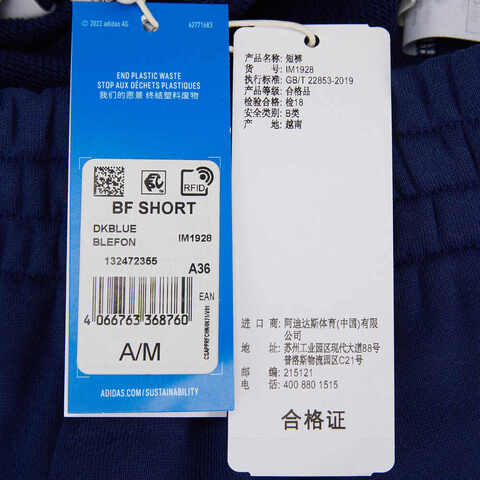 © 2022 adidas AG 62771683
END PLASTIC WASTE
STOP AUX DÉCHETS PLASTIQUES
我们的愿景 终结塑料废物
RFID
BF SHORT
DKBLUE
BLEFON IM1928
132472355 A36
EAN
4 066763 368760
A/M
ADIDAS.COM/SUSTAINABILITY
产品名称: 短裤
货号: IM1928
执行标准: GB/T 22853-2019
产品等级: 合格品
检验合格: 检18
安全类别: B类
产地: 越南
进口商: 阿迪达斯体育(中国)有限
公司
地址: 苏州工业园区现代大道88号
普洛斯物流园区C21号
邮编: 215121
电话: 400 880 1515
合格证